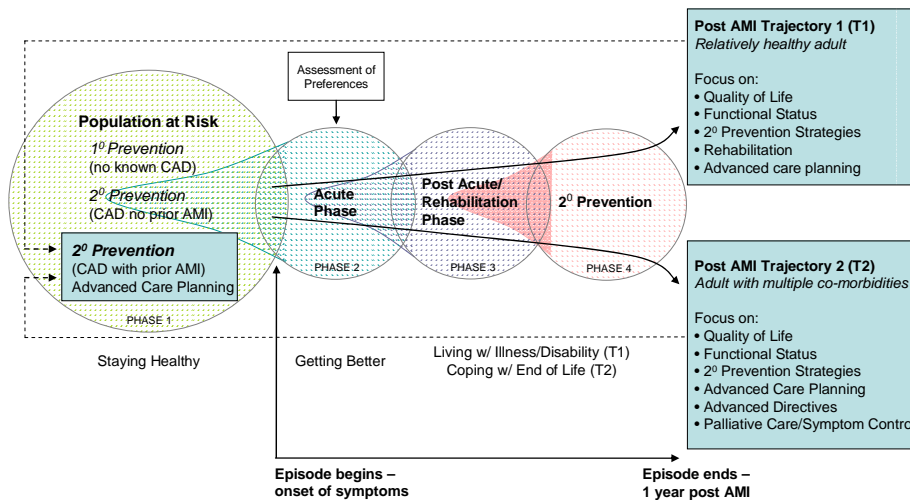 Assessment of
Preferences
Population at Risk
1⁰ Prevention
(no known CAD)
2⁰ Prevention
(CAD no prior AMI)
2⁰ Prevention
(CAD with prior AMI)
Advanced Care Planning
PHASE 1
Acute
Phase
PHASE 2
Post Acute/
Rehabilitation
Phase
PHASE 3
2⁰ Prevention
PHASE 4
Staying Healthy
Getting Better
Living w/ Illness/Disability (T1)
Coping w/ End of Life (T2)
Episode begins –
onset of symptoms
Episode ends –
1 year post AMI
Post AMI Trajectory 1 (T1)
Relatively healthy adult
Focus on:
• Quality of Life
• Functional Status
• 2⁰ Prevention Strategies
• Rehabilitation
• Advanced care planning
Post AMI Trajectory 2 (T2)
Adult with multiple co-morbidities
Focus on:
• Quality of Life
• Functional Status
• 2⁰ Prevention Strategies
• Advanced Care Planning
• Advanced Directives
• Palliative Care/Symptom Control